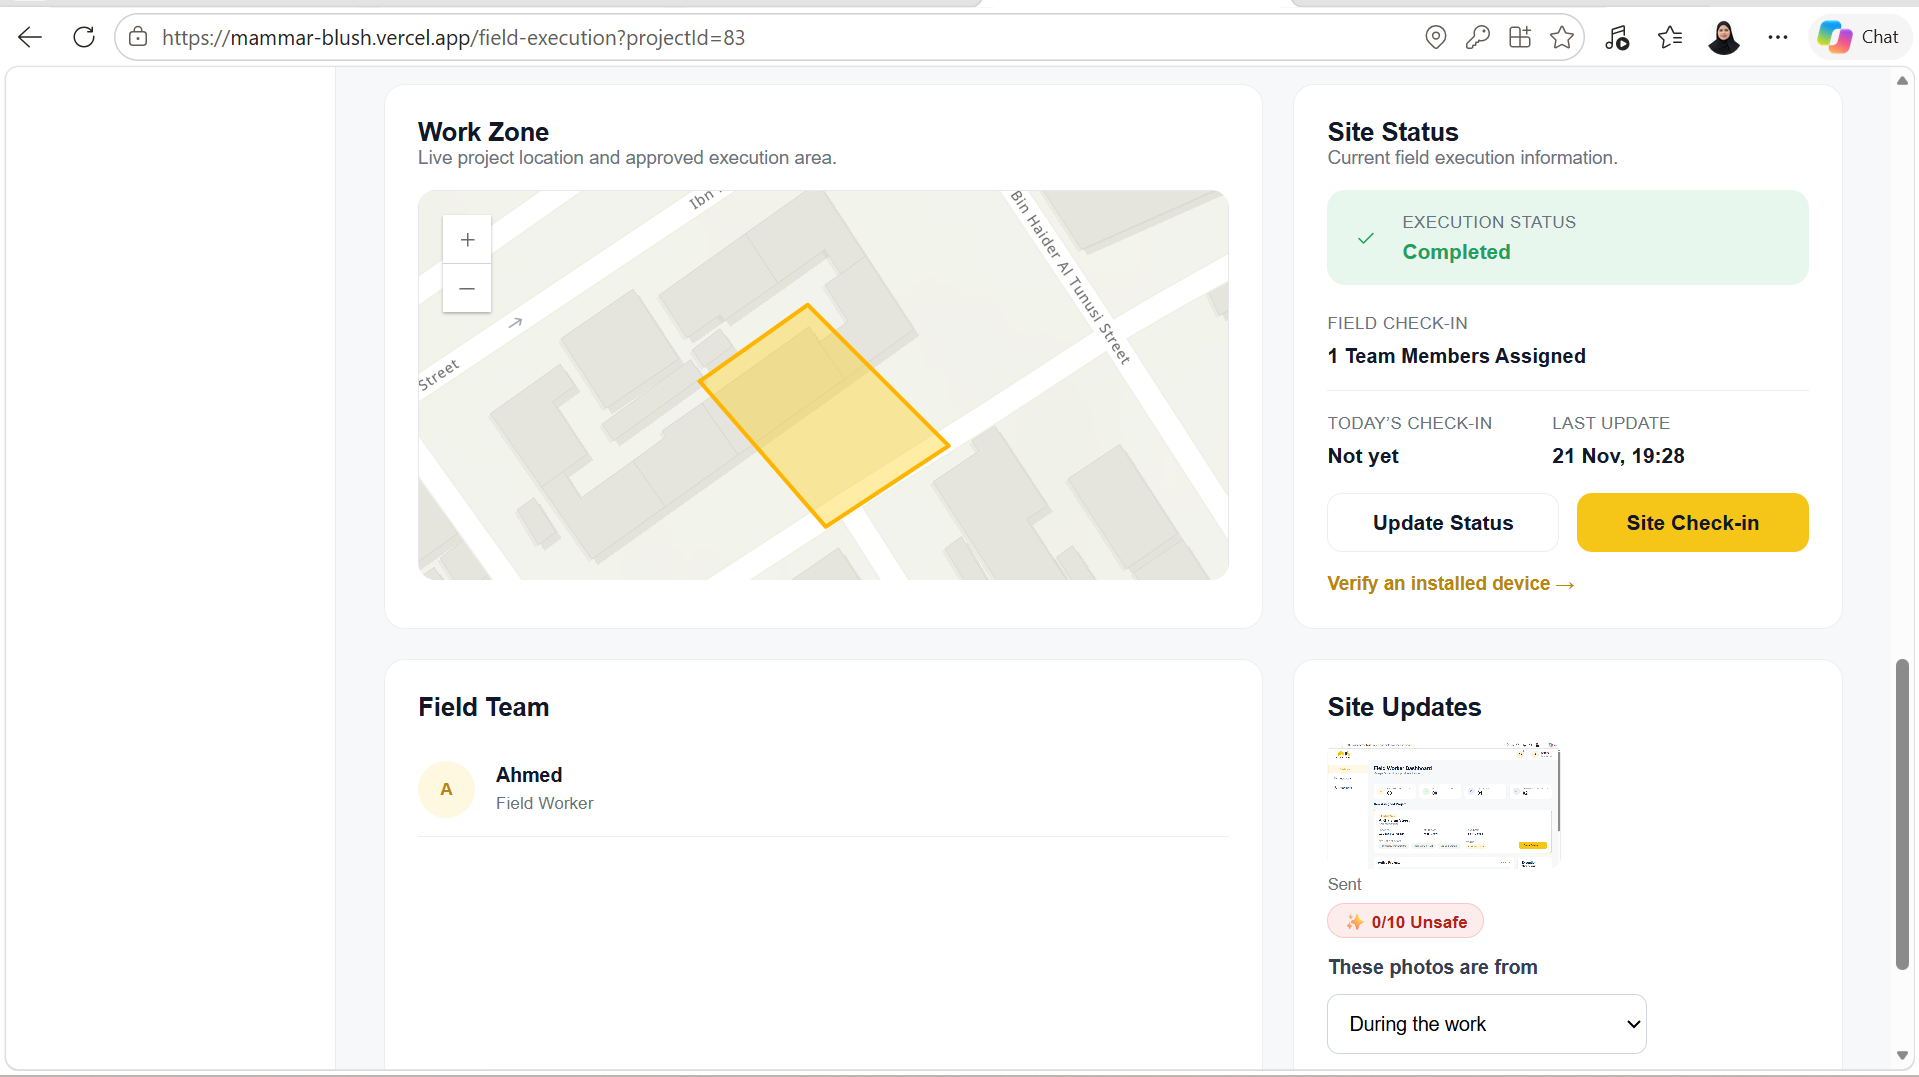 https://mammar-blush.vercel.app/field-execution?projectId=83
Chat
Work Zone
Live project location and approved execution area.
+
−
Ibn
Street
Bin Haider Al Tunusi Street
Site Status
Current field execution information.
EXECUTION STATUS
Completed
FIELD CHECK-IN
1 Team Members Assigned
TODAY’S CHECK-IN
Not yet
LAST UPDATE
21 Nov, 19:28
Update Status
Site Check-in
Verify an installed device →
Field Team
A
Ahmed
Field Worker
Site Updates
Field Worker Dashboard
Sent
✨ 0/10 Unsafe
These photos are from
During the work